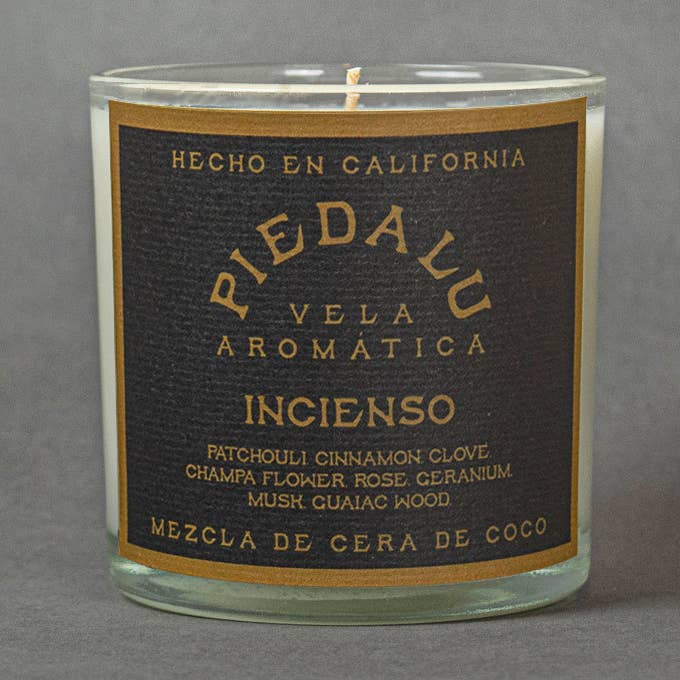 HECHO EN CALIFORNIA
PIEDALU
VELA
AROMÁTICA
INCIENSO
PATCHOULI. CINNAMON. CLOVE.
CHAMPA FLOWER. ROSE. GERANIUM.
MUSK. GUAIAC WOOD.
MEZCLA DE CERA DE COCO